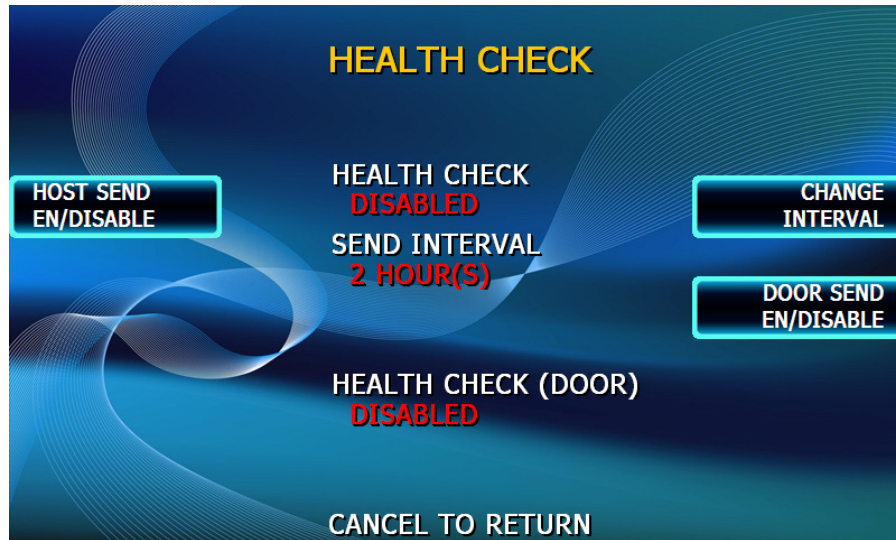 HEALTH CHECK
HOST SEND
EN/DISABLE
HEALTH CHECK
DISABLED
SEND INTERVAL
2 HOUR(S)
CHANGE
INTERVAL
DOOR SEND
EN/DISABLE
HEALTH CHECK (DOOR)
DISABLED
CANCEL TO RETURN